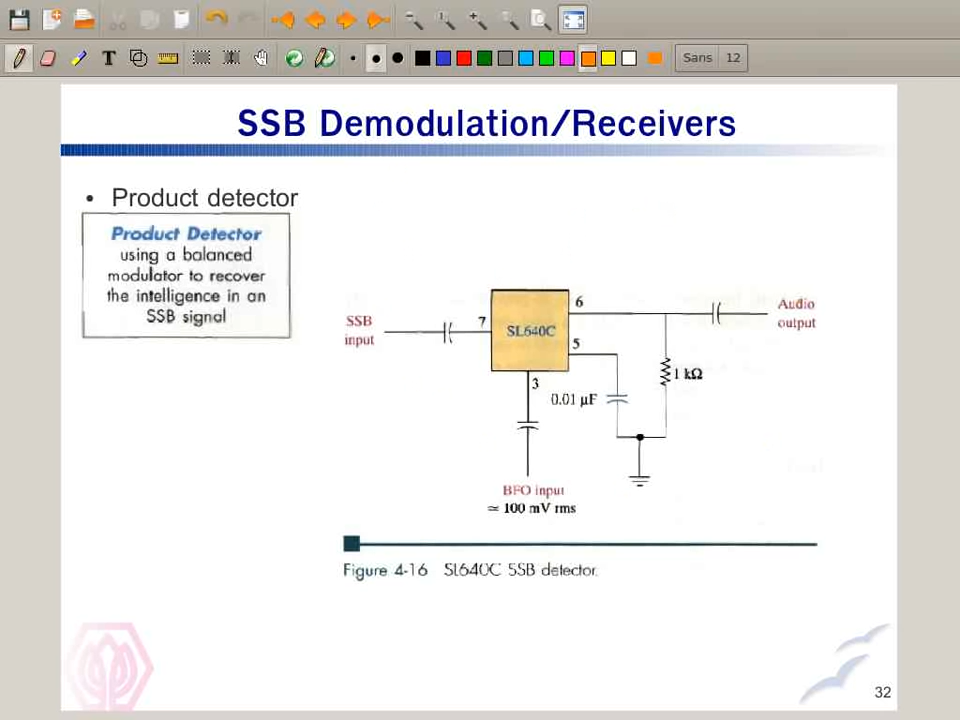 Sans 12
SSB Demodulation/Receivers
• Product detector
Product Detector
using a balanced
modulator to recover
the intelligence in an
SSB signal
SSB
input
7
SL640C
6
5
3
0.01 µF
1 kΩ
Audio
output
BFO input
≃ 100 mV rms
Figure 4-16 SL640C SSB detector.
32